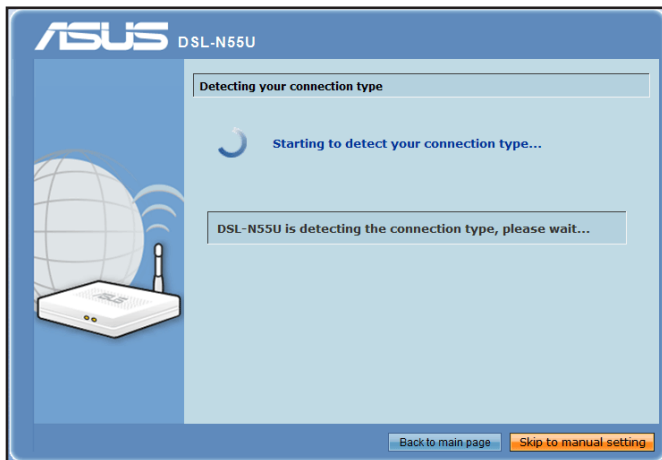 ASUS DSL-N55U
Detecting your connection type
Starting to detect your connection type...
DSL-N55U is detecting the connection type, please wait...
ASUS
Back to main page Skip to manual setting